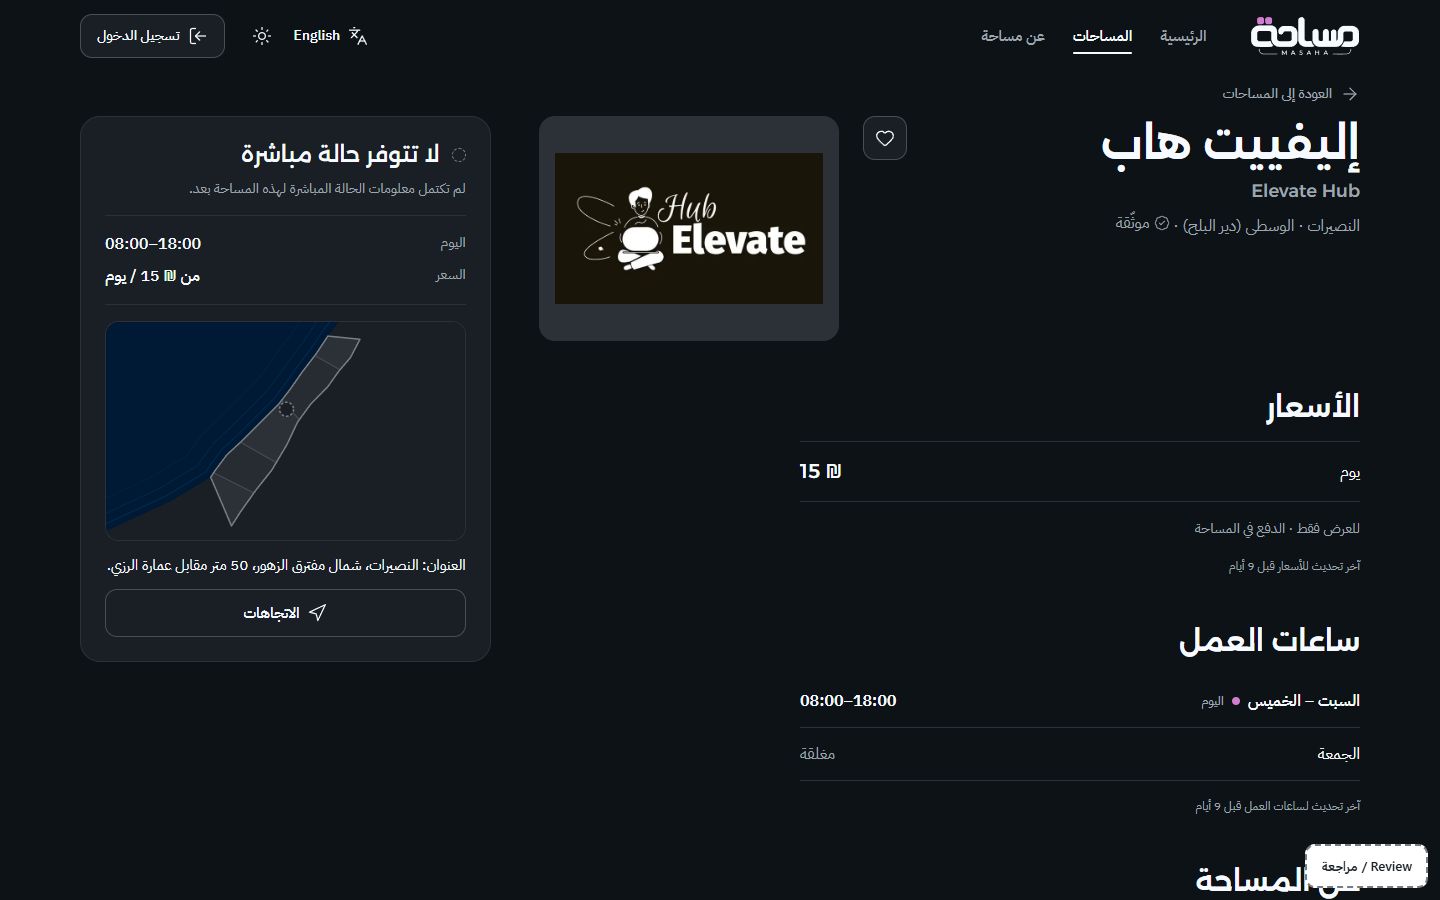 مساحة
MASAHA
الرئيسية
المساحات
عن مساحة
English
تسجيل الدخول
العودة إلى المساحات
إليفييت هاب
Elevate Hub
النصيرات · الوسطى (دير البلح) · موثّقة
Hub
Elevate
لا تتوفر حالة مباشرة
لم تكتمل معلومات الحالة المباشرة لهذه المساحة بعد.
اليوم 08:00–18:00
السعر من ₪ 15 / يوم
العنوان: النصيرات، شمال مفترق الزهور، 50 متر مقابل عمارة الرزي.
الاتجاهات
الأسعار
يوم ₪ 15
للعرض فقط · الدفع في المساحة
آخر تحديث للأسعار قبل 9 أيام
ساعات العمل
السبت – الخميس اليوم 08:00–18:00
الجمعة مغلقة
آخر تحديث لساعات العمل قبل 9 أيام
المساحة
مراجعة / Review